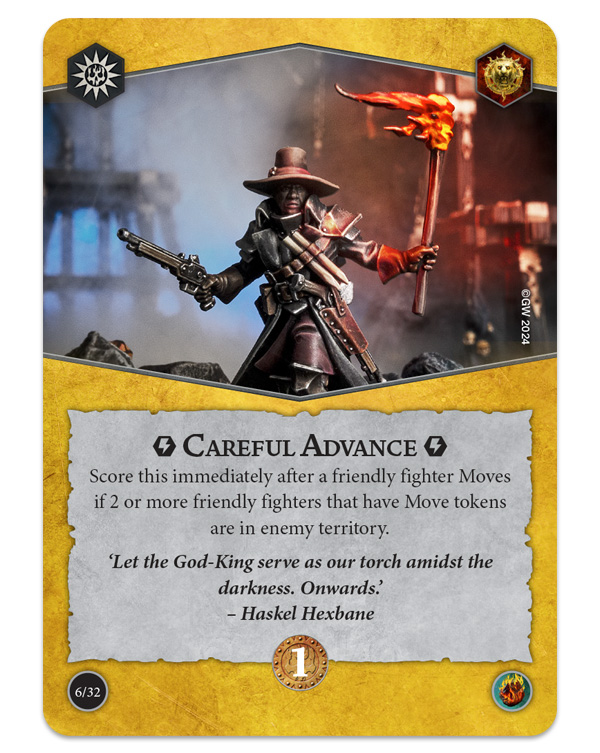 ©GW 2024
CAREFUL ADVANCE
Score this immediately after a friendly fighter Moves
if 2 or more friendly fighters that have Move tokens
are in enemy territory.
‘Let the God-King serve as our torch amidst the
darkness. Onwards.’
– Haskel Hexbane
1
6/32